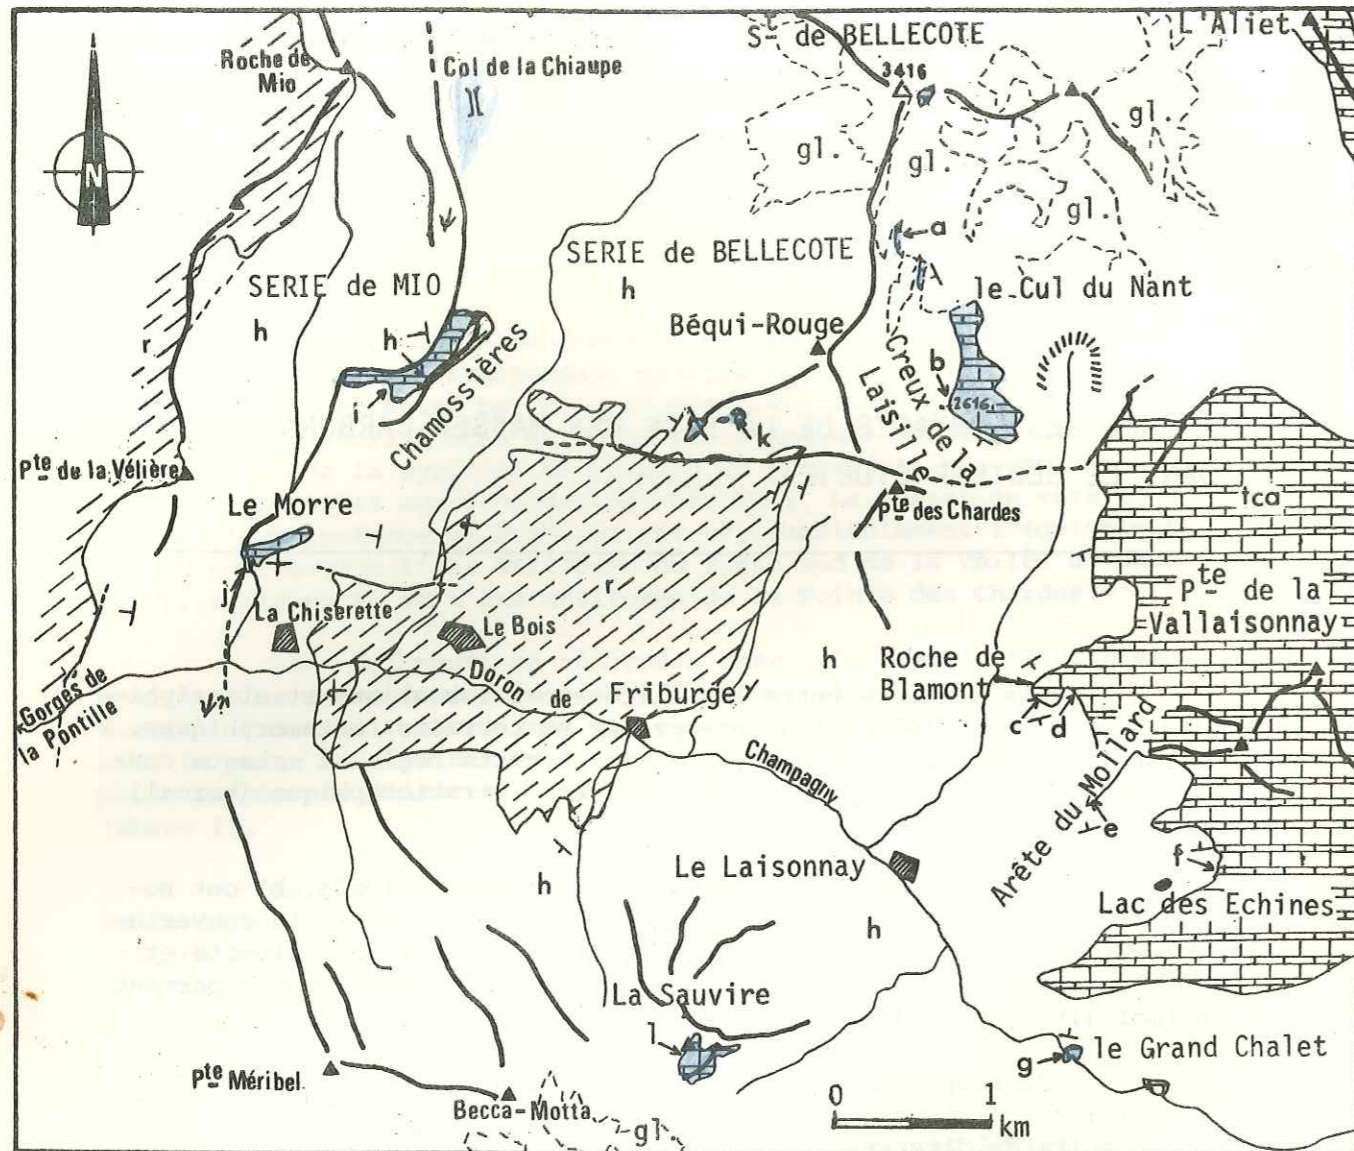 St de BELLECOTE
L'Aliet
Roche de
Mio
Col de la Chiaupe
3416
N
gl.
gl.
gl.
gl.
a
SERIE de BELLECOTE
h
SERIE de MIO
h
le Cul du Nant
Béqui-Rouge
r
h
i
Chamossières
b
2616
Creux de la
Laisille
k
Pte de la Vélière
Pte des Chardes
tca
Le Morre
Pte de la
Vallaisonnay
j
La Chiserette
Le Bois
r
Doron de
Champagny
Friburge
h
Roche de
Blamont
c
d
Gorges de
la Pontille
?
Arête du Mollard
e
f
Le Laisonnay
h
h
Lac des Echines
La Sauvire
l
g
le Grand Chalet
Pte Méribel
Becca-Motta
gl
0 1
km